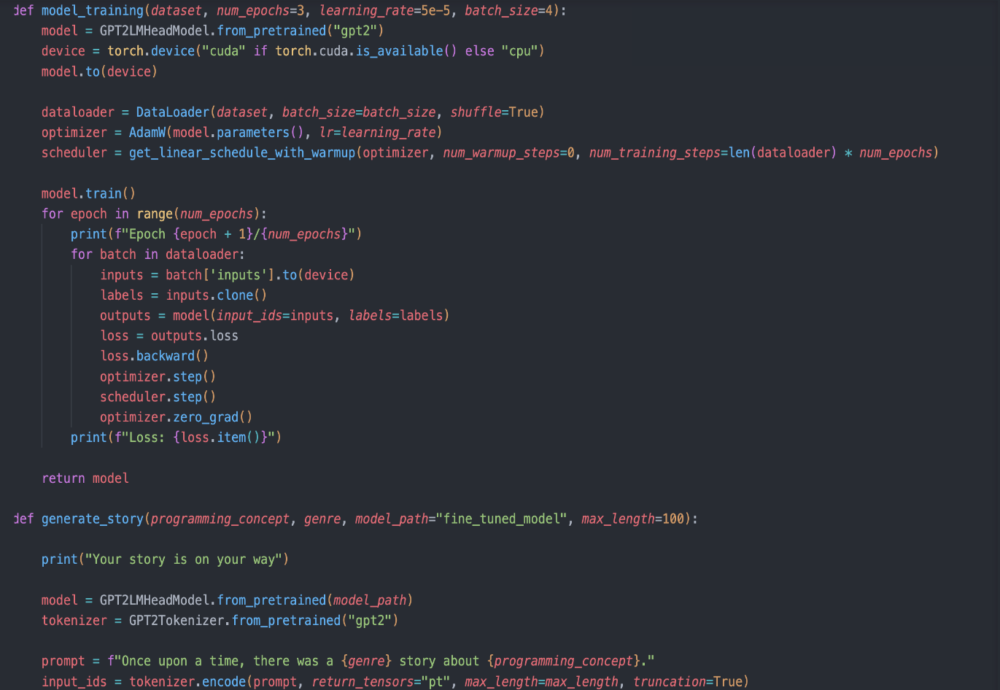 def model_training(dataset, num_epochs=3, learning_rate=5e-5, batch_size=4):
    model = GPT2LMHeadModel.from_pretrained("gpt2")
    device = torch.device("cuda" if torch.cuda.is_available() else "cpu")
    model.to(device)

    dataloader = DataLoader(dataset, batch_size=batch_size, shuffle=True)
    optimizer = AdamW(model.parameters(), lr=learning_rate)
    scheduler = get_linear_schedule_with_warmup(optimizer, num_warmup_steps=0, num_training_steps=len(dataloader) * num_epochs)

    model.train()
    for epoch in range(num_epochs):
        print(f"Epoch {epoch + 1}/{num_epochs}")
        for batch in dataloader:
            inputs = batch['inputs'].to(device)
            labels = inputs.clone()
            outputs = model(input_ids=inputs, labels=labels)
            loss = outputs.loss
            loss.backward()
            optimizer.step()
            scheduler.step()
            optimizer.zero_grad()
        print(f"Loss: {loss.item()}")

    return model

def generate_story(programming_concept, genre, model_path="fine_tuned_model", max_length=100):

    print("Your story is on your way")

    model = GPT2LMHeadModel.from_pretrained(model_path)
    tokenizer = GPT2Tokenizer.from_pretrained("gpt2")

    prompt = f"Once upon a time, there was a {genre} story about {programming_concept}."
    input_ids = tokenizer.encode(prompt, return_tensors="pt", max_length=max_length, truncation=True)